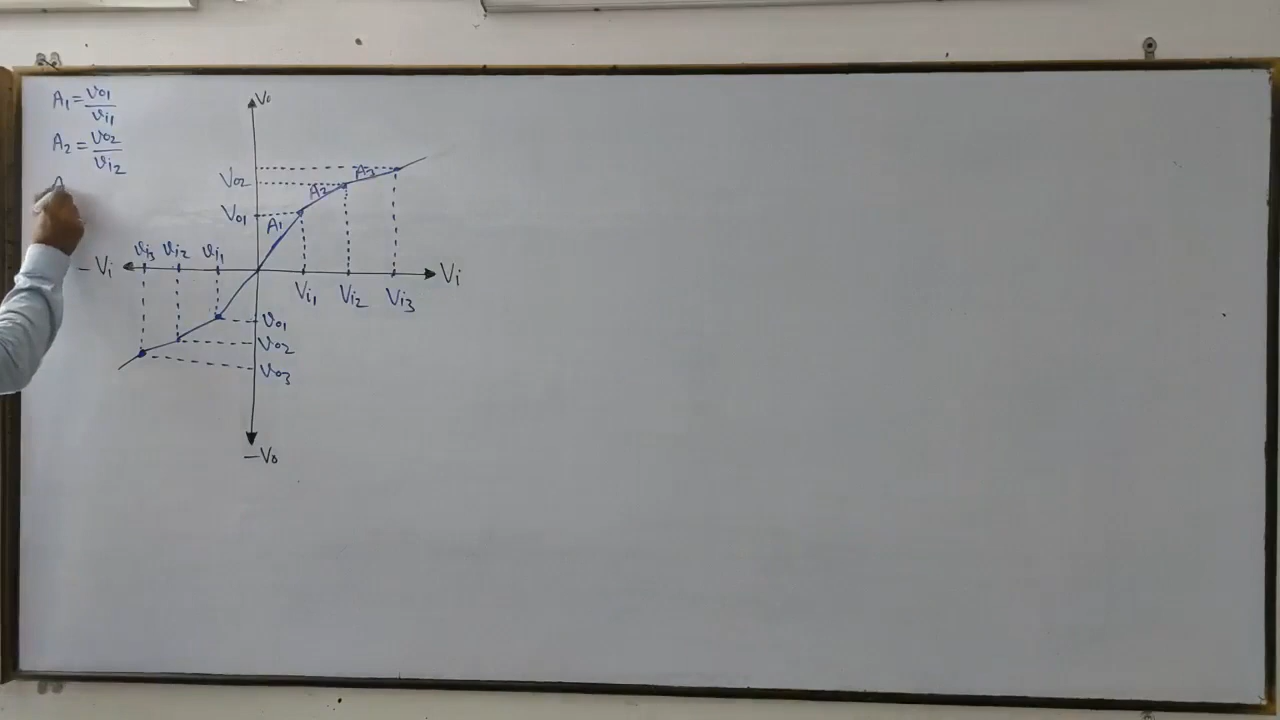 A1 = Vo1
Vi1
A2 = Vo2
Vi2
A
Vo
A3
Vo2 A2
Vo1 A1
Vi3 Vi2 Vi1
-Vi Vi
Vi1 Vi2 Vi3
Vo1
Vo2
Vo3
-Vo